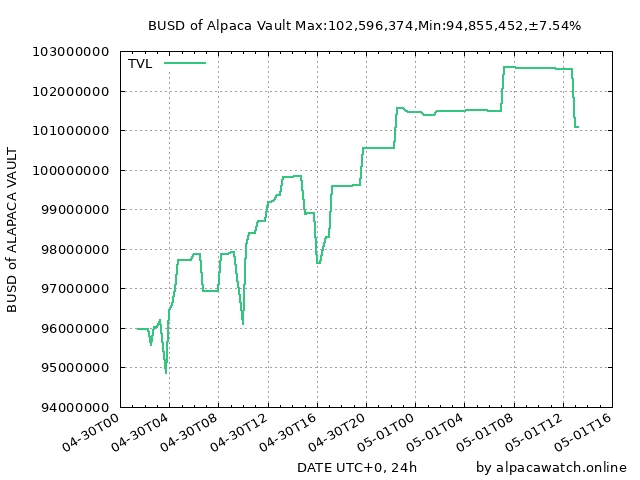 BUSD of Alpaca Vault Max:102,596,374,Min:94,855,452,±7.54%
TVL
103000000
102000000
101000000
100000000
99000000
98000000
97000000
96000000
95000000
94000000
BUSD of ALAPACA VAULT
04-30T00
04-30T04
04-30T08
04-30T12
04-30T16
04-30T20
05-01T00
05-01T04
05-01T08
05-01T12
05-01T16
DATE UTC+0, 24h
by alpacawatch.online